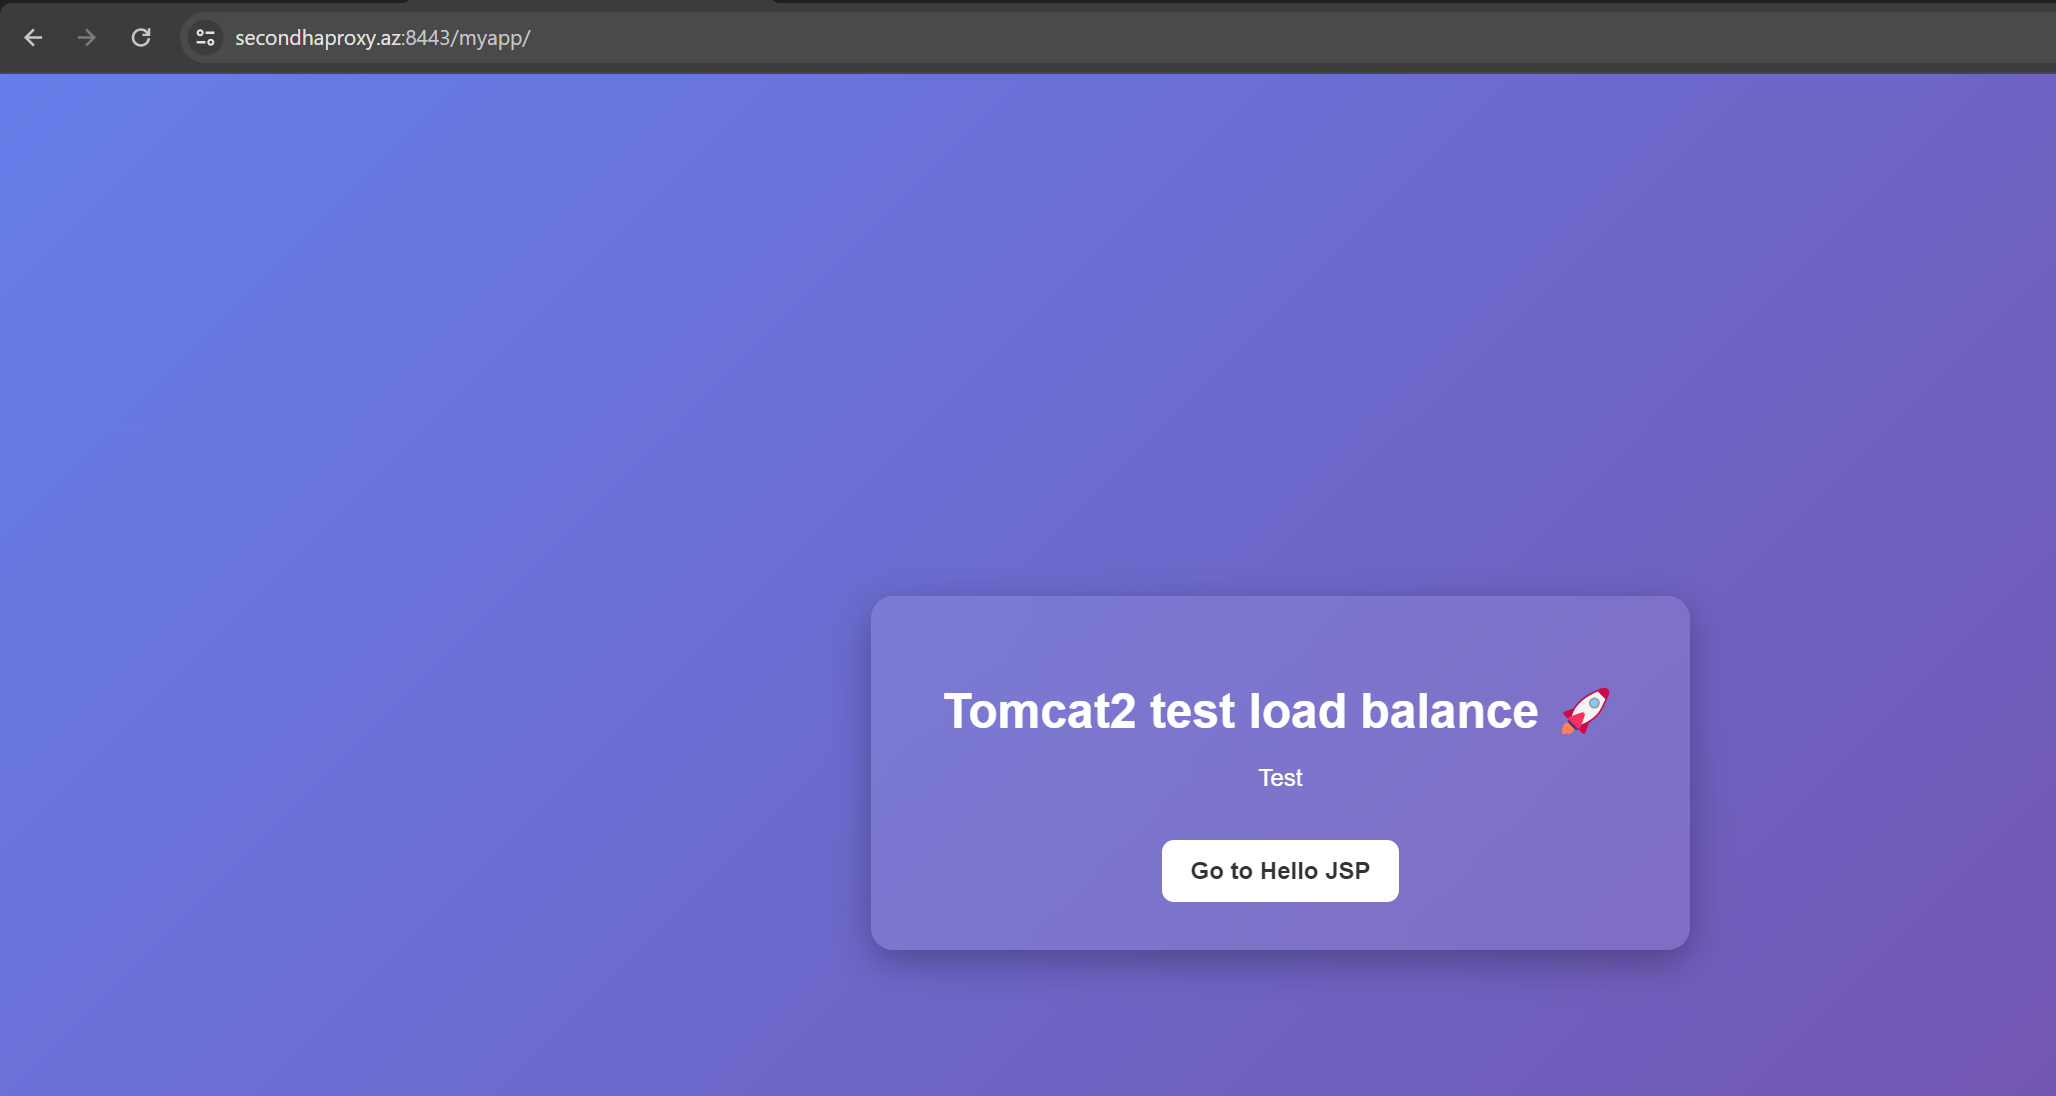 secondhaproxy.az:8443/myapp/
Tomcat2 test load balance 🚀
Test
Go to Hello JSP